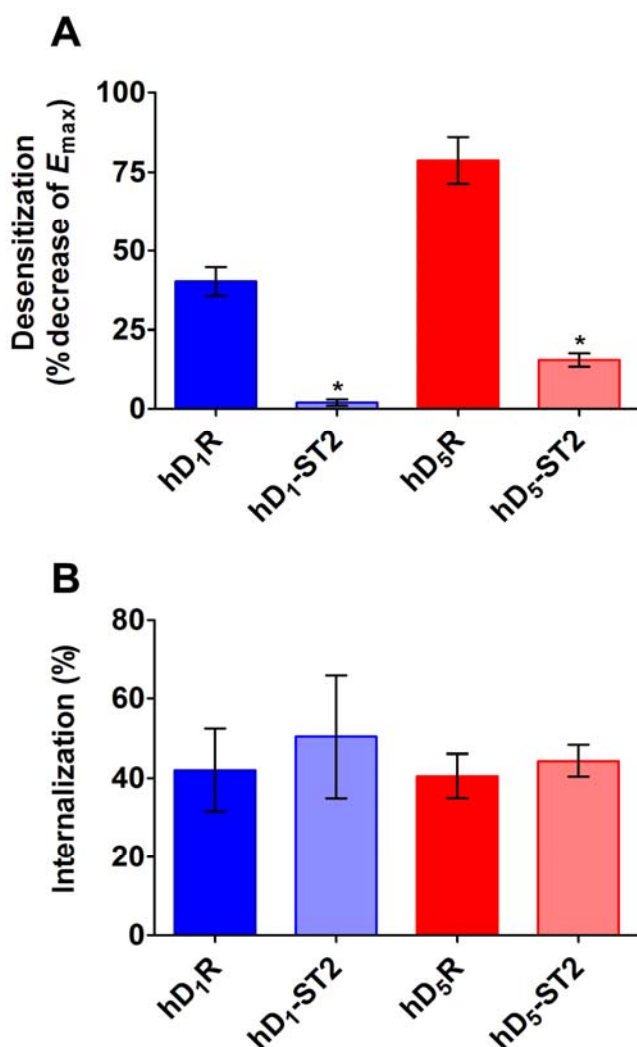 A
Desensitization
(% decrease of Emax)
100
75
50
25
0
*
*
hD₁R
hD₁-ST2
hD₅R
hD₅-ST2
B
Internalization (%)
80
60
40
20
0
hD₁R
hD₁-ST2
hD₅R
hD₅-ST2